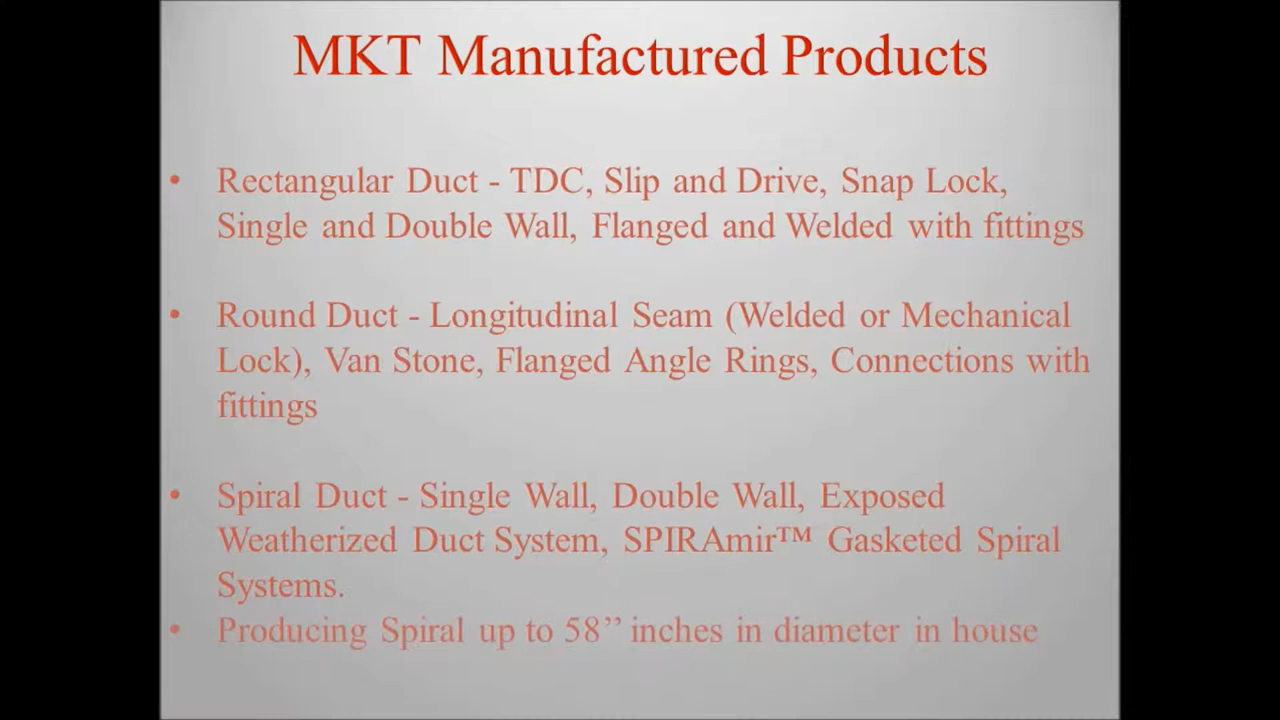 MKT Manufactured Products
• Rectangular Duct - TDC, Slip and Drive, Snap Lock,
Single and Double Wall, Flanged and Welded with fittings
• Round Duct - Longitudinal Seam (Welded or Mechanical
Lock), Van Stone, Flanged Angle Rings, Connections with
fittings
• Spiral Duct - Single Wall, Double Wall, Exposed
Weatherized Duct System, SPIRAmir™ Gasketed Spiral
Systems.
• Producing Spiral up to 58’’ inches in diameter in house